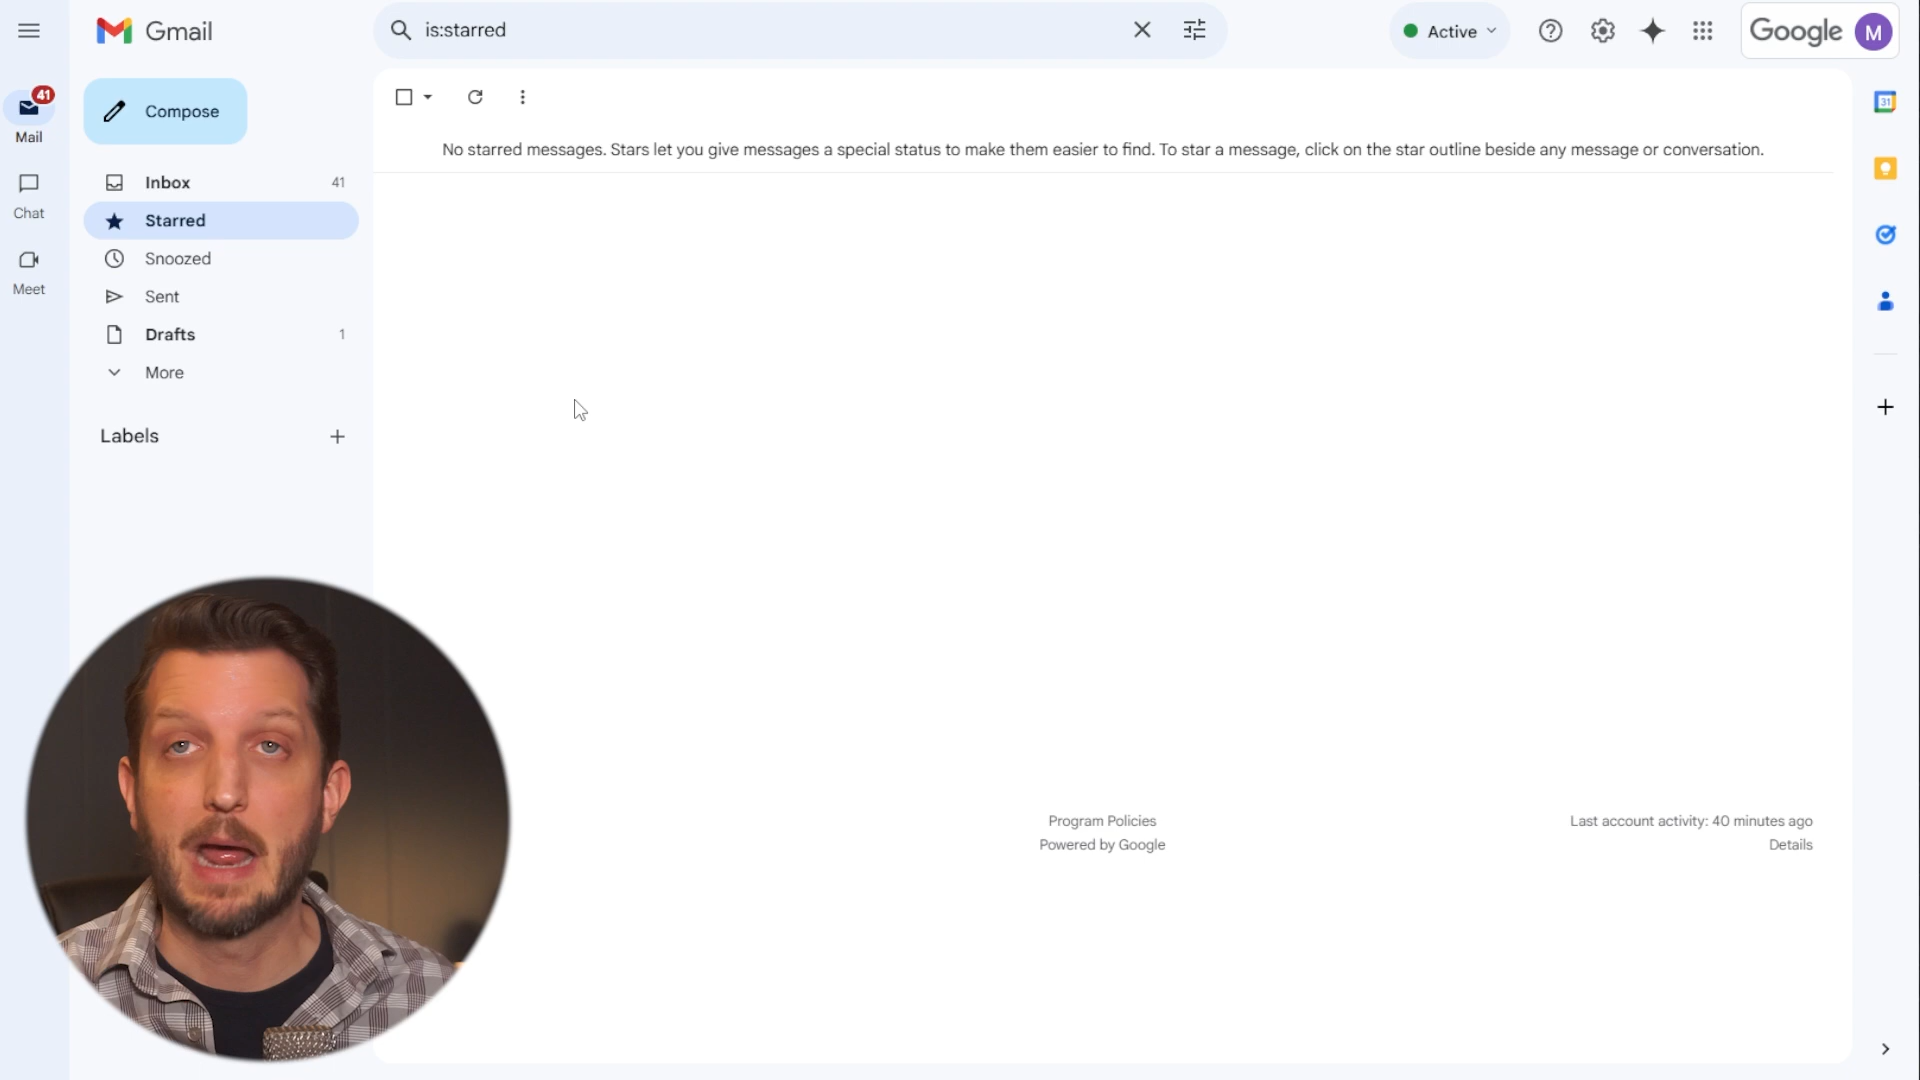 Gmail
is:starred
Active
Google
M
41
Mail
Chat
Meet
Compose
Inbox 41
Starred
Snoozed
Sent
Drafts 1
More
Labels
No starred messages. Stars let you give messages a special status to make them easier to find. To star a message, click on the star outline beside any message or conversation.
31
Program Policies
Powered by Google
Last account activity: 40 minutes ago
Details